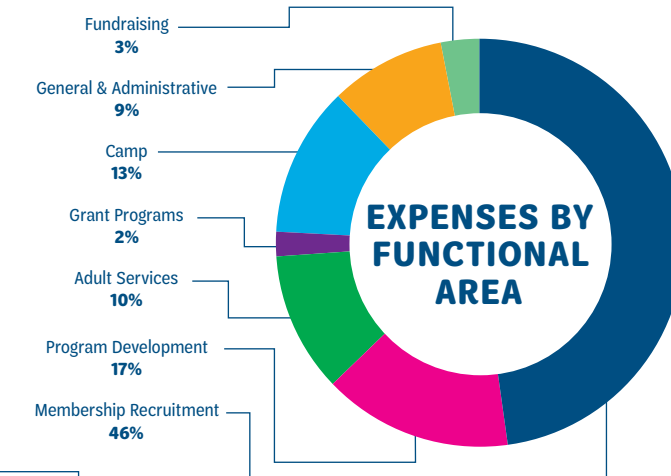 Fundraising
3%
General & Administrative
9%
Camp
13%
Grant Programs
2%
Adult Services
10%
Program Development
17%
Membership Recruitment
46%
EXPENSES BY
FUNCTIONAL
AREA